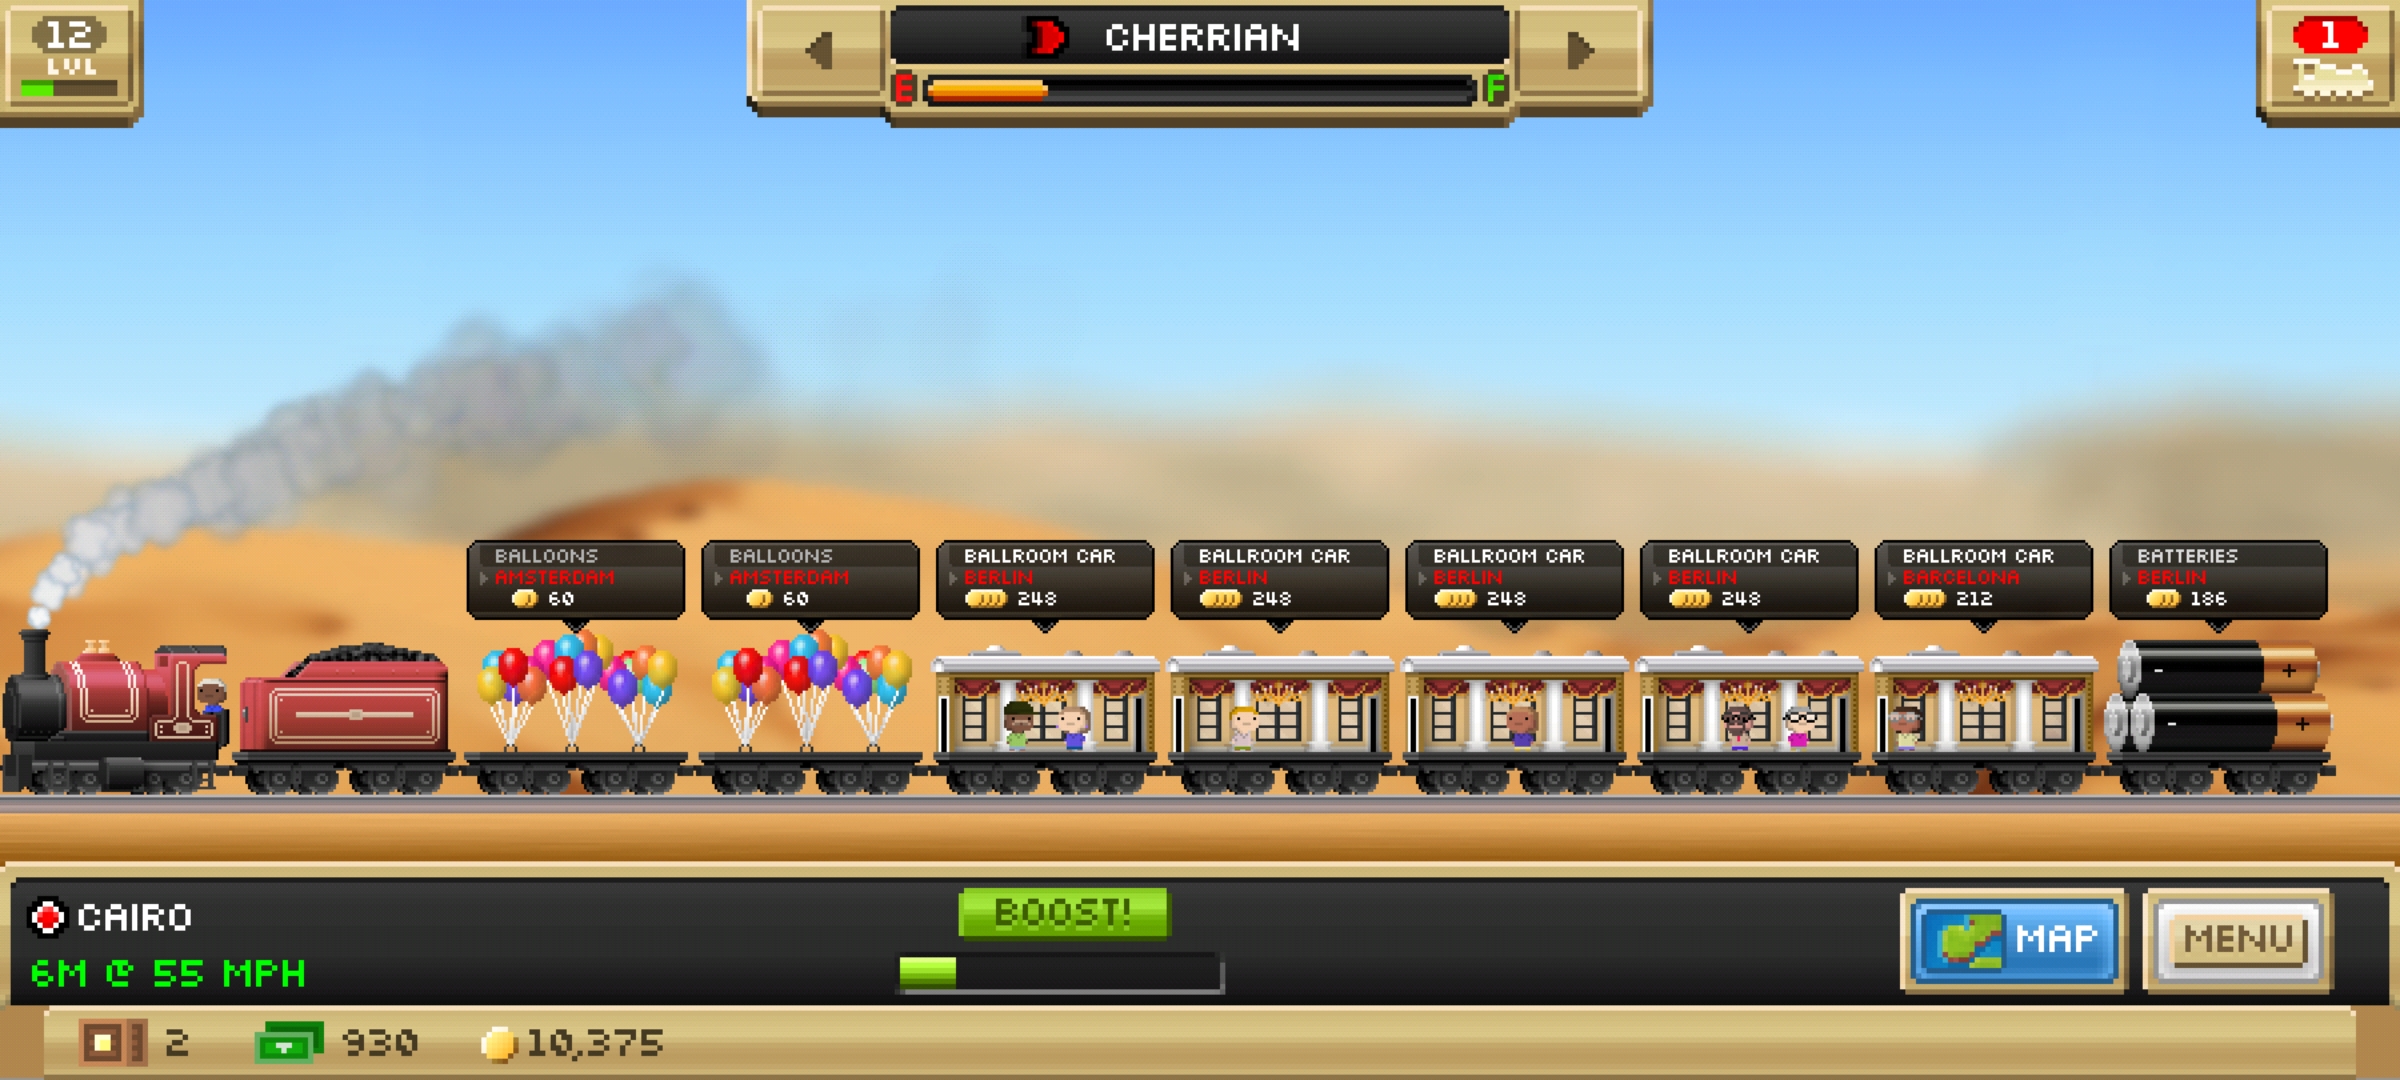 12
LVL
CHERRIAN
E F
1
BALLOONS
AMSTERDAM
60
BALLOONS
AMSTERDAM
60
BALLROOM CAR
BERLIN
248
BALLROOM CAR
BERLIN
248
BALLROOM CAR
BERLIN
248
BALLROOM CAR
BERLIN
248
BALLROOM CAR
BARCELONA
212
BATTERIES
BERLIN
186
- +
- +
CAIRO
6M @ 55 MPH
BOOST!
MAP
MENU
2
930
10,375